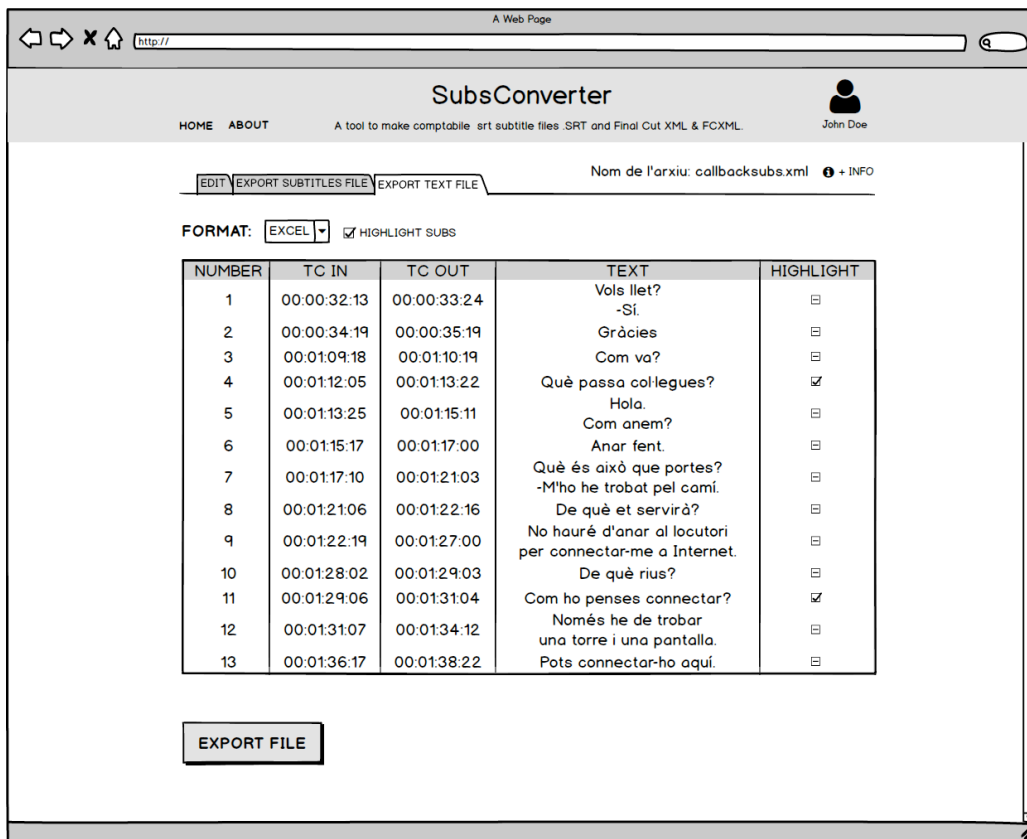 A Web Page
http://
SubsConverter
John Doe
HOME ABOUT A tool to make comptabile srt subtitle files .SRT and Final Cut XML & FCXML.
Nom de l'arxiu: callbacksubs.xml + INFO
EDIT EXPORT SUBTITLES FILE EXPORT TEXT FILE
FORMAT: EXCEL HIGHLIGHT SUBS
NUMBER TC IN TC OUT TEXT HIGHLIGHT
1 00:00:32:13 00:00:33:24 Vols llet?
-Sí.
2 00:00:34:19 00:00:35:19 Gràcies
3 00:01:09:18 00:01:10:19 Com va?
4 00:01:12:05 00:01:13:22 Què passa col·legues?
5 00:01:13:25 00:01:15:11 Hola.
Com anem?
6 00:01:15:17 00:01:17:00 Anar fent.
7 00:01:17:10 00:01:21:03 Què és això que portes?
-M'ho he trobat pel camí.
8 00:01:21:06 00:01:22:16 De què et servirà?
9 00:01:22:19 00:01:27:00 No hauré d'anar al locutori
per connectar-me a Internet.
10 00:01:28:02 00:01:29:03 De què rius?
11 00:01:29:06 00:01:31:04 Com ho penses connectar?
12 00:01:31:07 00:01:34:12 Només he de trobar
una torre i una pantalla.
13 00:01:36:17 00:01:38:22 Pots connectar-ho aquí.
EXPORT FILE